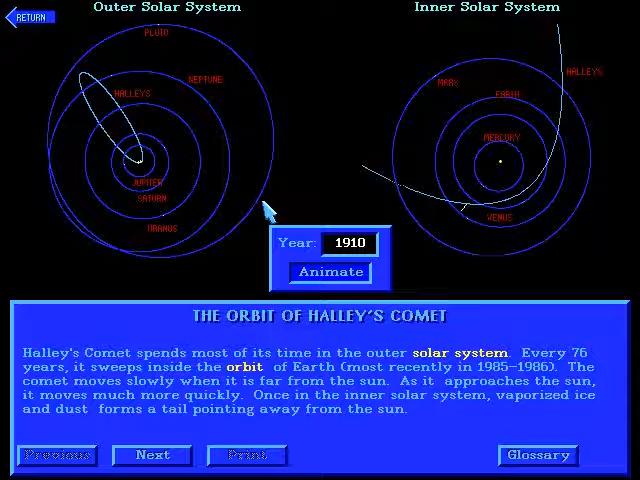 RETURN
Outer Solar System
Inner Solar System
PLUTO
NEPTUNE
HALLEYS
JUPITER
SATURN
URANUS
HALLEYS
MARS
EARTH
MERCURY
VENUS
Year: 1910
Animate
THE ORBIT OF HALLEY'S COMET
Halley's Comet spends most of its time in the outer solar system. Every 76
years, it sweeps inside the orbit of Earth (most recently in 1985-1986). The
comet moves slowly when it is far from the sun. As it approaches the sun,
it moves much more quickly. Once in the inner solar system, vaporized ice
and dust forms a tail pointing away from the sun.
Previous
Next
Print
Glossary